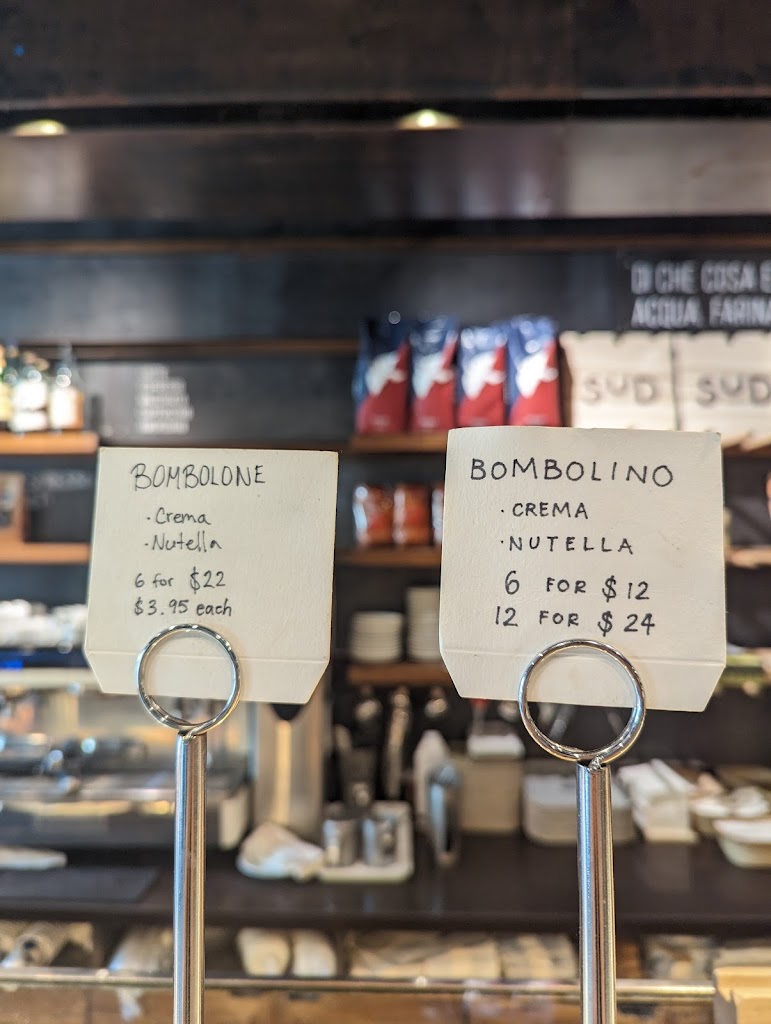 DI CHE COSA E
ACQUA, FARINA
SUD
SUD
BOMBOLONE
· Crema
· Nutella
6 for $22
$3.95 each
BOMBOLINO
· CREMA
· NUTELLA
6 FOR $12
12 FOR $24